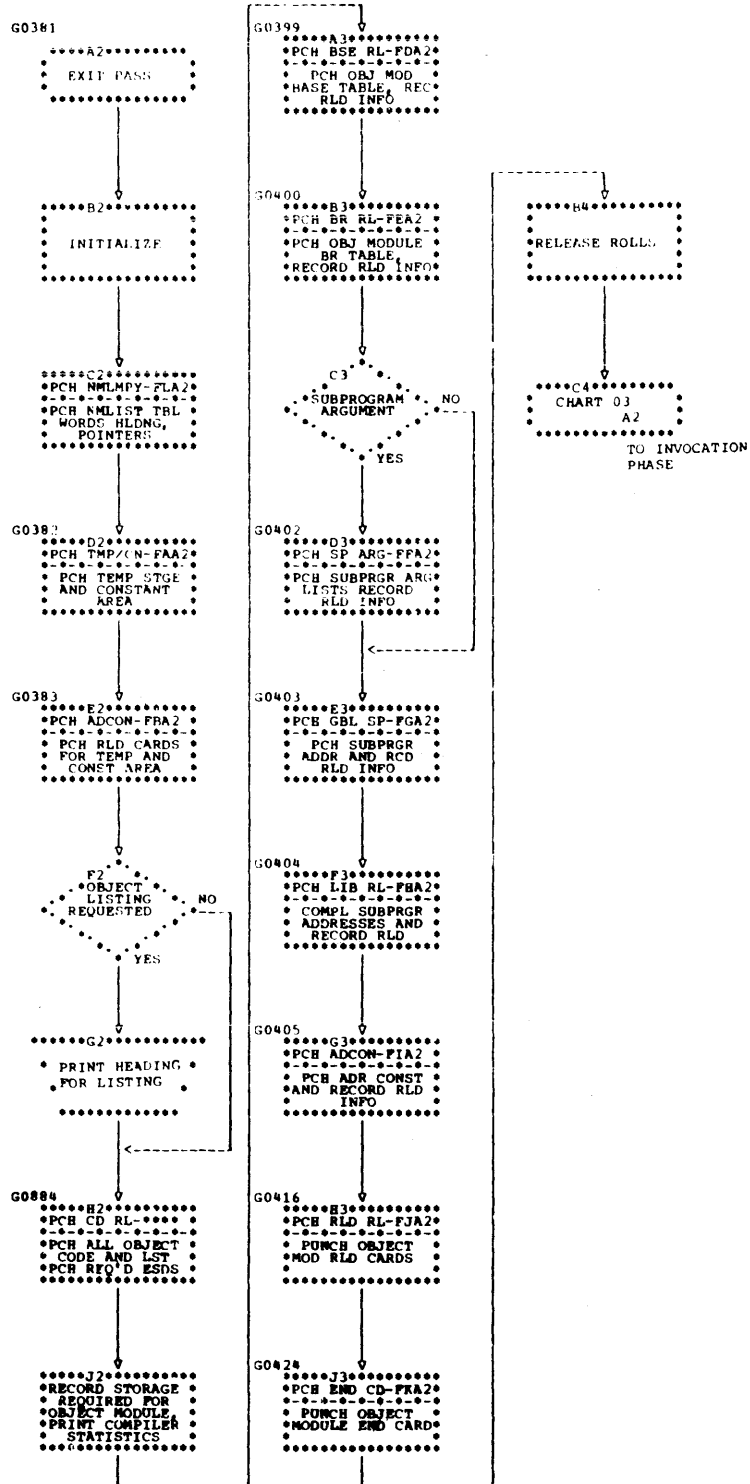 G0381
A2
EXIT PASS
B2
INITIALIZE
C2
PCH NMLMPY-FLA2
PCH NMLIST TBL
WORDS HLDNG,
POINTERS
G0382
D2
PCH TMP/CN-FAA2
PCH TEMP STGE
AND CONSTANT
AREA
G0383
E2
PCH ADCON-FBA2
PCH RLD CARDS
FOR TEMP AND
CONST AREA
F2
OBJECT
LISTING
REQUESTED
NO
YES
G2
PRINT HEADING
FOR LISTING
G0884
H2
PCH CD RL-****
PCH ALL OBJECT
CODE AND LST
PCH REQ'D ESDS
J2
RECORD STORAGE
REQUIRED FOR
OBJECT MODULE,
PRINT COMPILER
STATISTICS
G0399
A3
PCH BSE RL-FDA2
PCH OBJ MOD
BASE TABLE, REC
RLD INFO
G0400
B3
PCH BR RL-FEA2
PCH OBJ MODULE
BR TABLE,
RECORD RLD INFO
C3
SUBPROGRAM
ARGUMENT
NO
YES
G0402
D3
PCH SP ARG-FFA2
PCH SUBPRGR ARG
LISTS RECORD
RLD INFO
G0403
E3
PCH GBL SP-FGA2
PCH SUBPRGR
ADDR AND RCD
RLD INFO
G0404
F3
PCH LIB RL-FHA2
COMPL SUBPRGR
ADDRESSES AND
RECORD RLD
G0405
G3
PCH ADCON-FIA2
PCH ADR CONST
AND RECORD RLD
INFO
G0416
H3
PCH RLD RL-FJA2
PUNCH OBJECT
MOD RLD CARDS
G0424
J3
PCH END CD-FKA2
PUNCH OBJECT
MODULE END CARD
B4
RELEASE ROLLS
C4
CHART 03
A2
TO INVOCATION
PHASE